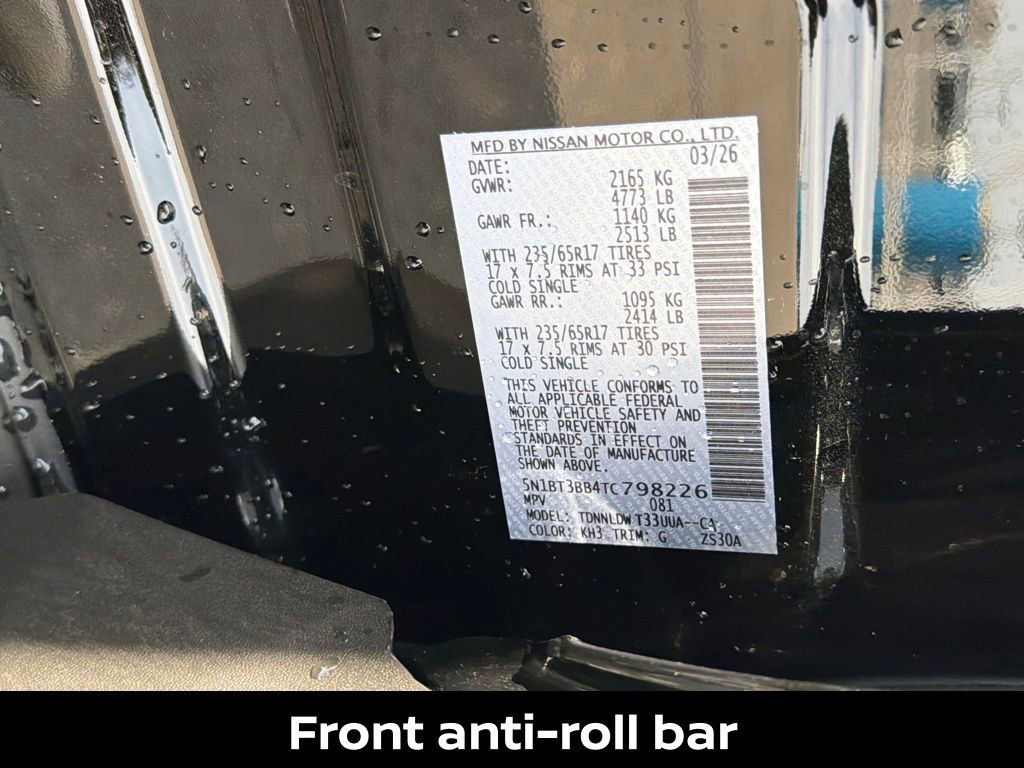 MFD BY NISSAN MOTOR CO., LTD.
DATE: 03/26
GVWR: 2165 KG
4773 LB
GAWR FR.: 1140 KG
2513 LB
WITH 235/65R17 TIRES
17 x 7.5 RIMS AT 33 PSI
COLD SINGLE
GAWR RR.: 1095 KG
2414 LB
WITH 235/65R17 TIRES
17 x 7.5 RIMS AT 30 PSI
COLD SINGLE
THIS VEHICLE CONFORMS TO
ALL APPLICABLE FEDERAL
MOTOR VEHICLE SAFETY AND
THEFT PREVENTION
STANDARDS IN EFFECT ON
THE DATE OF MANUFACTURE
SHOWN ABOVE.
5N1BT3BB4TC798226
MPV 081
MODEL: TDNNLDW T33UUA--CA
COLOR: KH3 TRIM: G ZS30A
Front anti-roll bar